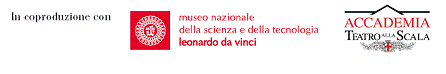 In coproduzione con
museo nazionale
della scienza e della tecnologia
leonardo da vinci
ACCADEMIA
TEATRO ALLA SCALA